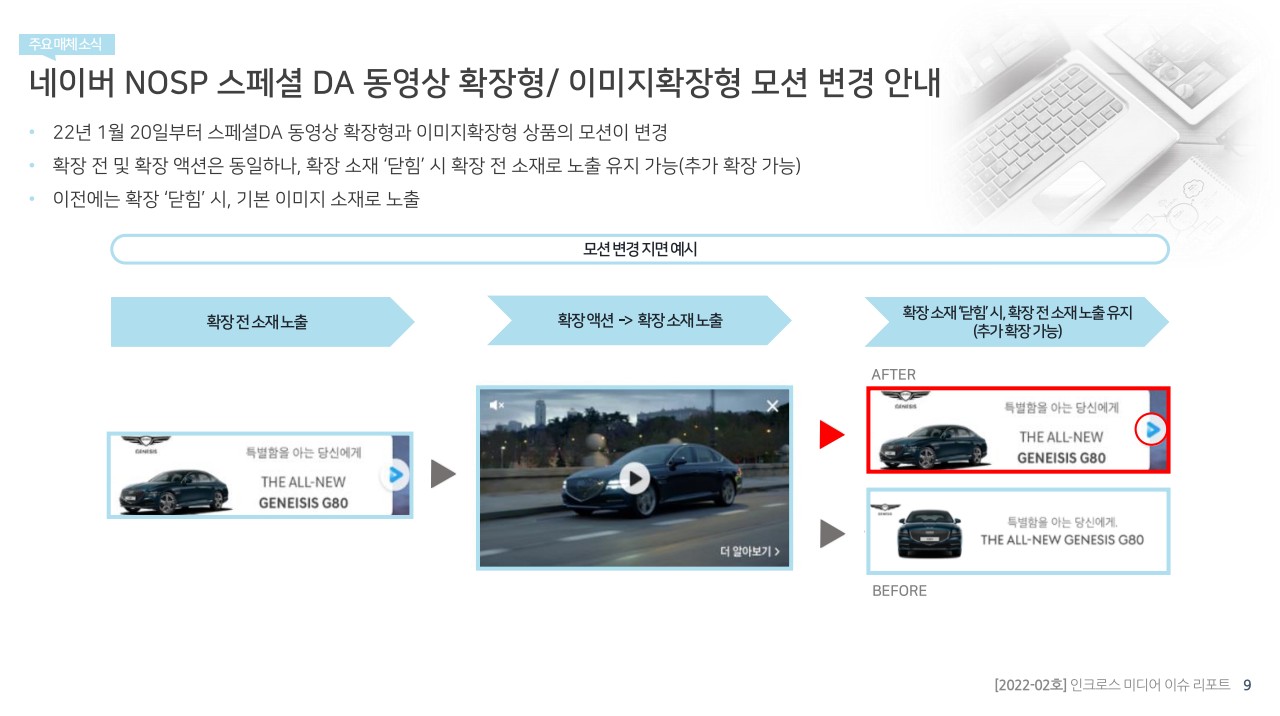 주요 매체 소식
네이버 NOSP 스페셜 DA 동영상 확장형/ 이미지확장형 모션 변경 안내
• 22년 1월 20일부터 스페셜DA 동영상 확장형과 이미지확장형 상품의 모션이 변경
• 확장 전 및 확장 액션은 동일하나, 확장 소재 ‘닫힘’ 시 확장 전 소재로 노출 유지 가능(추가 확장 가능)
• 이전에는 확장 ‘닫힘’ 시, 기본 이미지 소재로 노출
모션 변경 지면 예시
확장 전 소재 노출
확장 액션 -> 확장 소재 노출
확장 소재 ‘닫힘’ 시, 확장 전 소재 노출 유지
(추가 확장 가능)
GENESIS
특별함을 아는 당신에게
THE ALL-NEW
GENEISIS G80
더 알아보기 >
AFTER
GENESIS
특별함을 아는 당신에게
THE ALL-NEW
GENESIS G80
GENESIS
특별함을 아는 당신에게.
THE ALL-NEW GENESIS G80
BEFORE
[2022-02호] 인크로스 미디어 이슈 리포트 9